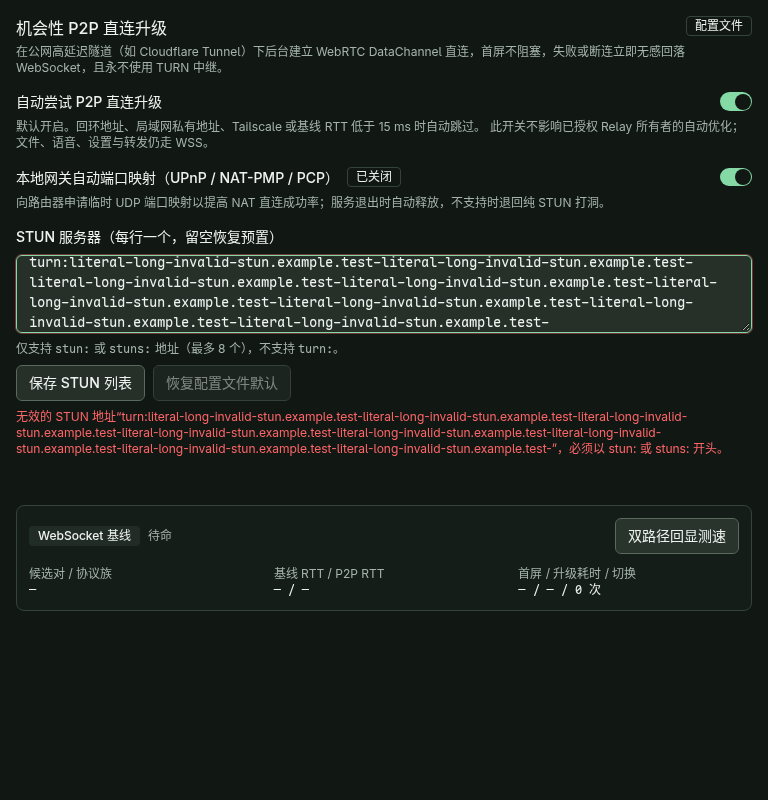 机会性 P2P 直连升级
配置文件
在公网高延迟隧道（如 Cloudflare Tunnel）下后台建立 WebRTC DataChannel 直连，首屏不阻塞，失败或断连立即无感回落
WebSocket，且永不使用 TURN 中继。
自动尝试 P2P 直连升级
默认开启。回环地址、局域网私有地址、Tailscale 或基线 RTT 低于 15 ms 时自动跳过。 此开关不影响已授权 Relay 所有者的自动优化；
文件、语音、设置与转发仍走 WSS。
本地网关自动端口映射（UPnP / NAT-PMP / PCP） 已关闭
向路由器申请临时 UDP 端口映射以提高 NAT 直连成功率；服务退出时自动释放，不支持时退回纯 STUN 打洞。
STUN 服务器（每行一个，留空恢复预置）
turn:literal-long-invalid-stun.example.test-literal-long-invalid-stun.example.test-
literal-long-invalid-stun.example.test-literal-long-invalid-stun.example.test-literal-
long-invalid-stun.example.test-literal-long-invalid-stun.example.test-literal-long-
invalid-stun.example.test-literal-long-invalid-stun.example.test-
仅支持 stun: 或 stuns: 地址（最多 8 个），不支持 turn:。
保存 STUN 列表
恢复配置文件默认
无效的 STUN 地址“turn:literal-long-invalid-stun.example.test-literal-long-invalid-stun.example.test-literal-long-invalid-
stun.example.test-literal-long-invalid-stun.example.test-literal-long-invalid-stun.example.test-literal-long-invalid-
stun.example.test-literal-long-invalid-stun.example.test-literal-long-invalid-stun.example.test-”，必须以 stun: 或 stuns: 开头。
WebSocket 基线 待命
双路径回显测速
候选对 / 协议族
—
基线 RTT / P2P RTT
— / —
首屏 / 升级耗时 / 切换
— / — / 0 次